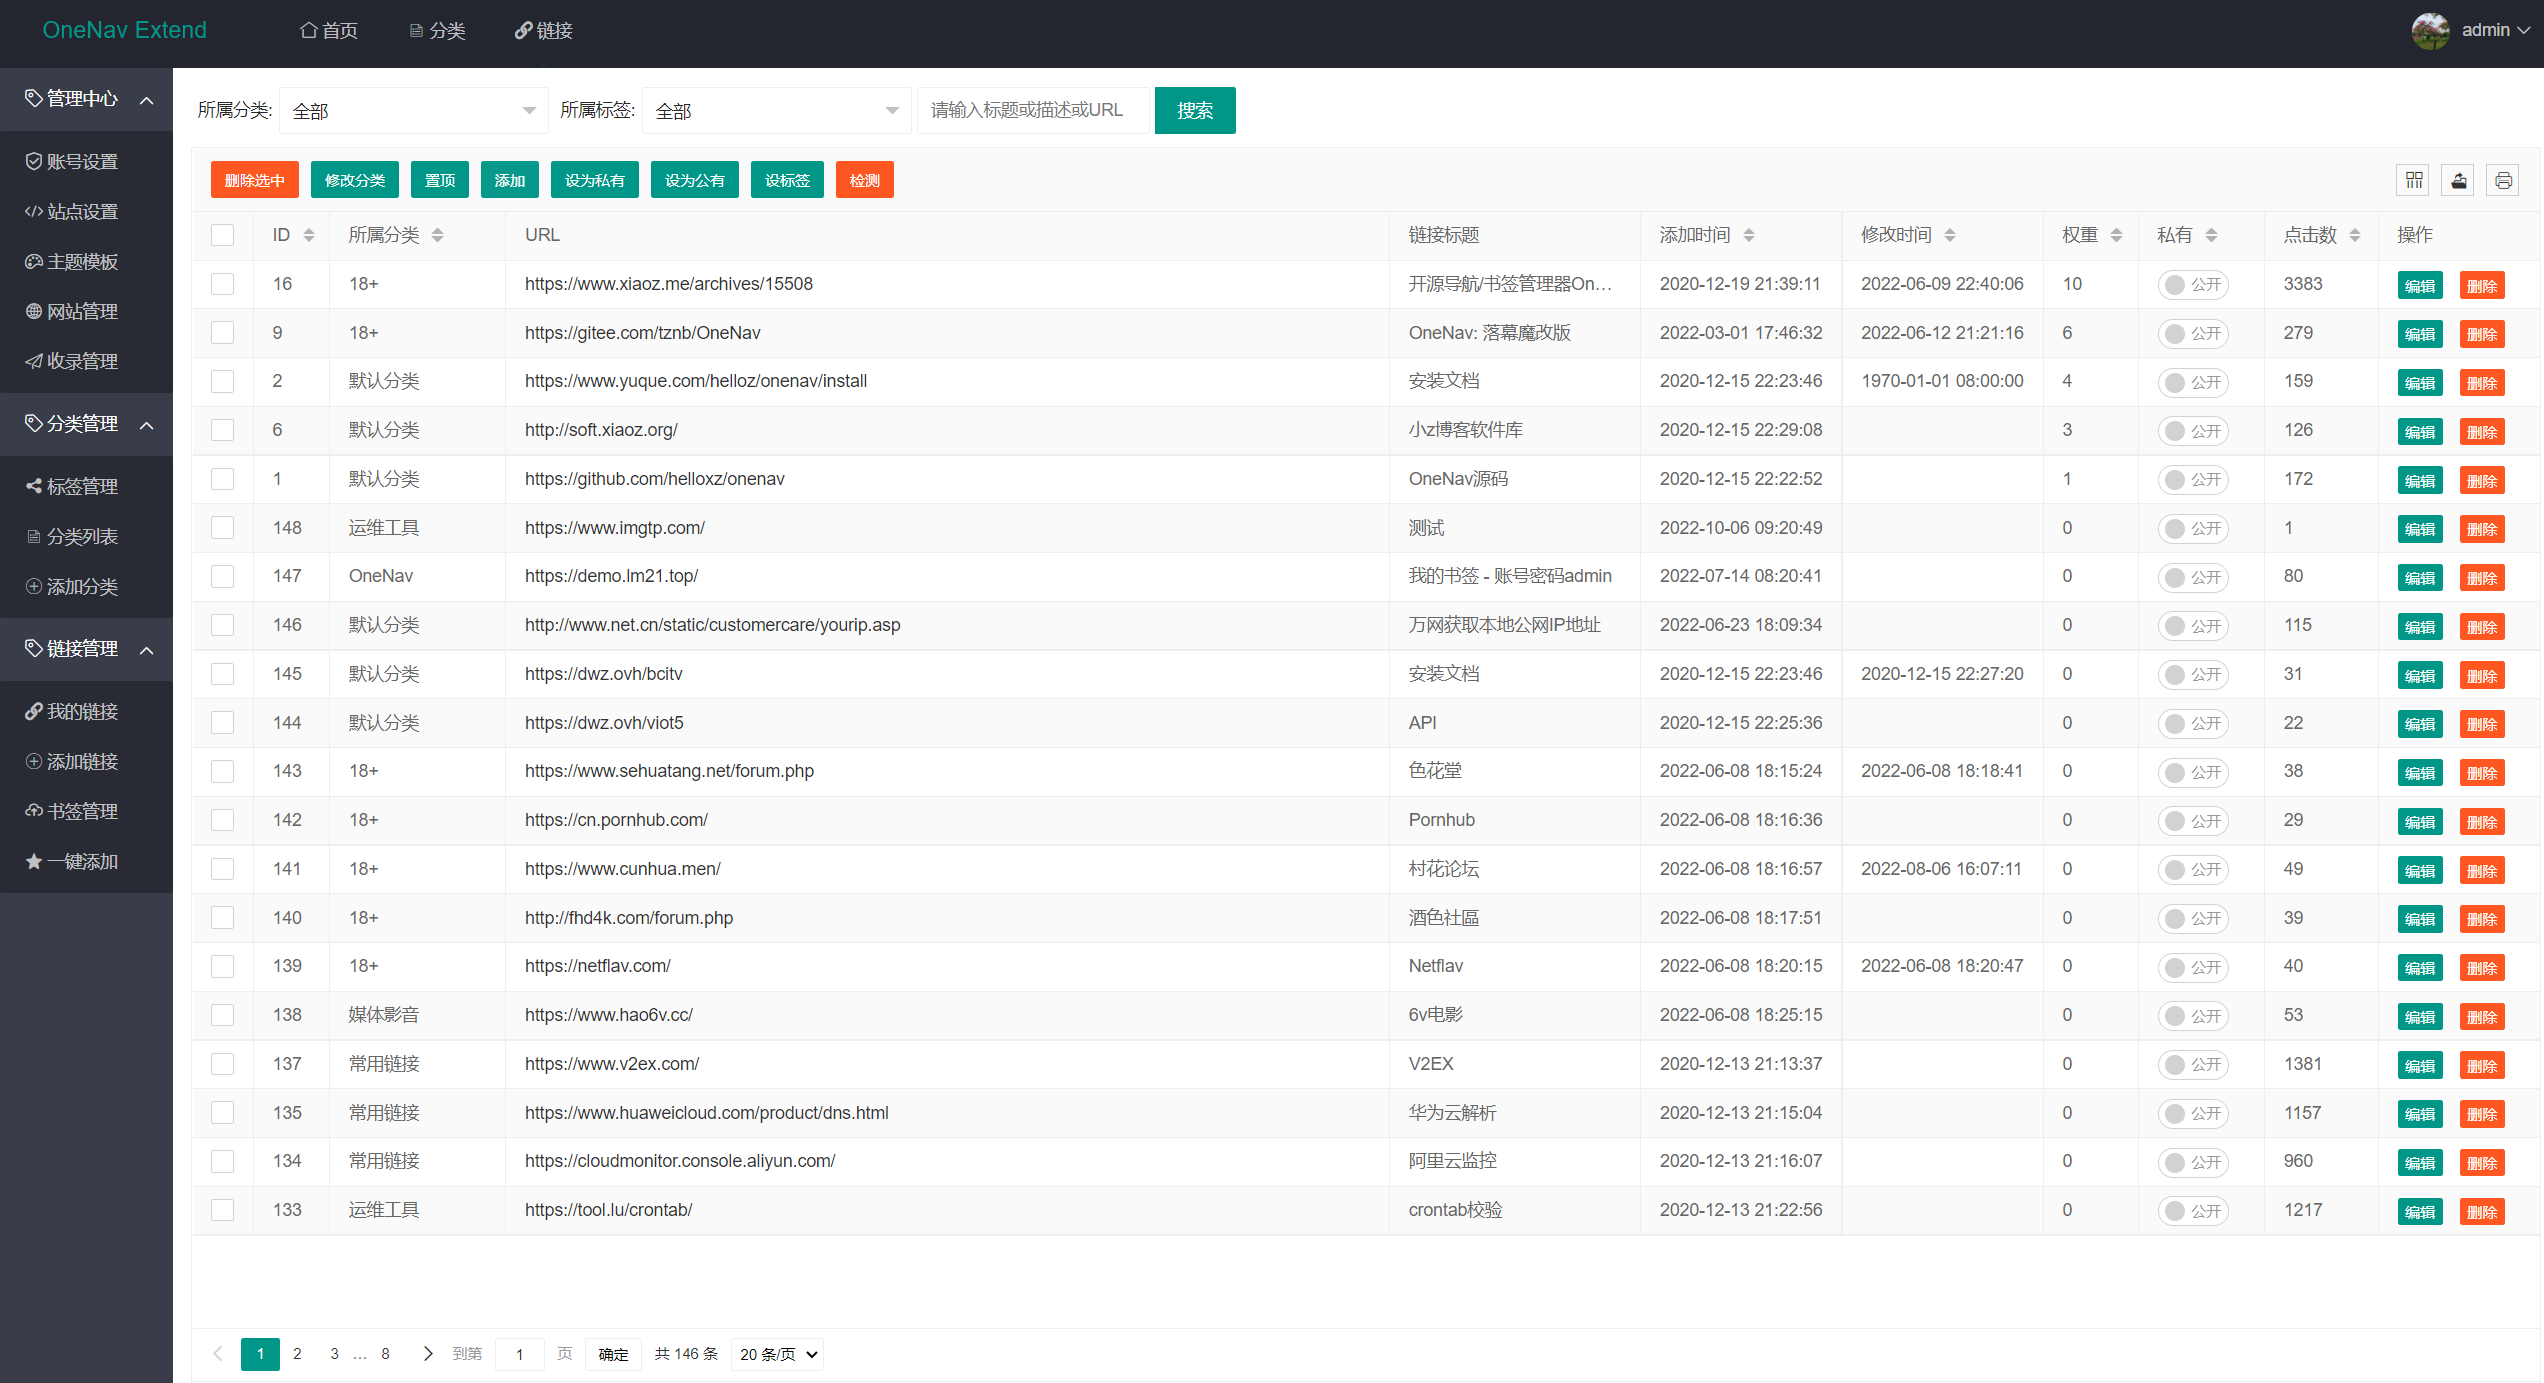 OneNav Extend 首页 分类 链接 admin
管理中心
账号设置
站点设置
主题模板
网站管理
收录管理
分类管理
标签管理
分类列表
添加分类
链接管理
我的链接
添加链接
书签管理
一键添加
所属分类: 全部 所属标签: 全部 请输入标题或描述或URL 搜索
删除选中 修改分类 置顶 添加 设为私有 设为公有 设标签 检测
ID 所属分类 URL 链接标题 添加时间 修改时间 权重 私有 点击数 操作
16 18+ https://www.xiaoz.me/archives/15508 开源导航/书签管理器On... 2020-12-19 21:39:11 2022-06-09 22:40:06 10 公开 3383 编辑 删除
9 18+ https://gitee.com/tznb/OneNav OneNav: 落幕魔改版 2022-03-01 17:46:32 2022-06-12 21:21:16 6 公开 279 编辑 删除
2 默认分类 https://www.yuque.com/helloz/onenav/install 安装文档 2020-12-15 22:23:46 1970-01-01 08:00:00 4 公开 159 编辑 删除
6 默认分类 http://soft.xiaoz.org/ 小z博客软件库 2020-12-15 22:29:08 3 公开 126 编辑 删除
1 默认分类 https://github.com/helloxz/onenav OneNav源码 2020-12-15 22:22:52 1 公开 172 编辑 删除
148 运维工具 https://www.imgtp.com/ 测试 2022-10-06 09:20:49 0 公开 1 编辑 删除
147 OneNav https://demo.lm21.top/ 我的书签 - 账号密码admin 2022-07-14 08:20:41 0 公开 80 编辑 删除
146 默认分类 http://www.net.cn/static/customercare/yourip.asp 万网获取本地公网IP地址 2022-06-23 18:09:34 0 公开 115 编辑 删除
145 默认分类 https://dwz.ovh/bcitv 安装文档 2020-12-15 22:23:46 2020-12-15 22:27:20 0 公开 31 编辑 删除
144 默认分类 https://dwz.ovh/viot5 API 2020-12-15 22:25:36 0 公开 22 编辑 删除
143 18+ https://www.sehuatang.net/forum.php 色花堂 2022-06-08 18:15:24 2022-06-08 18:18:41 0 公开 38 编辑 删除
142 18+ https://cn.pornhub.com/ Pornhub 2022-06-08 18:16:36 0 公开 29 编辑 删除
141 18+ https://www.cunhua.men/ 村花论坛 2022-06-08 18:16:57 2022-08-06 16:07:11 0 公开 49 编辑 删除
140 18+ http://fhd4k.com/forum.php 酒色社區 2022-06-08 18:17:51 0 公开 39 编辑 删除
139 18+ https://netflav.com/ Netflav 2022-06-08 18:20:15 2022-06-08 18:20:47 0 公开 40 编辑 删除
138 媒体影音 https://www.hao6v.cc/ 6v电影 2022-06-08 18:25:15 0 公开 53 编辑 删除
137 常用链接 https://www.v2ex.com/ V2EX 2020-12-13 21:13:37 0 公开 1381 编辑 删除
135 常用链接 https://www.huaweicloud.com/product/dns.html 华为云解析 2020-12-13 21:15:04 0 公开 1157 编辑 删除
134 常用链接 https://cloudmonitor.console.aliyun.com/ 阿里云监控 2020-12-13 21:16:07 0 公开 960 编辑 删除
133 运维工具 https://tool.lu/crontab/ crontab校验 2020-12-13 21:22:56 0 公开 1217 编辑 删除
1 2 3 ... 8 到第 1 页 确定 共 146 条 20 条/页